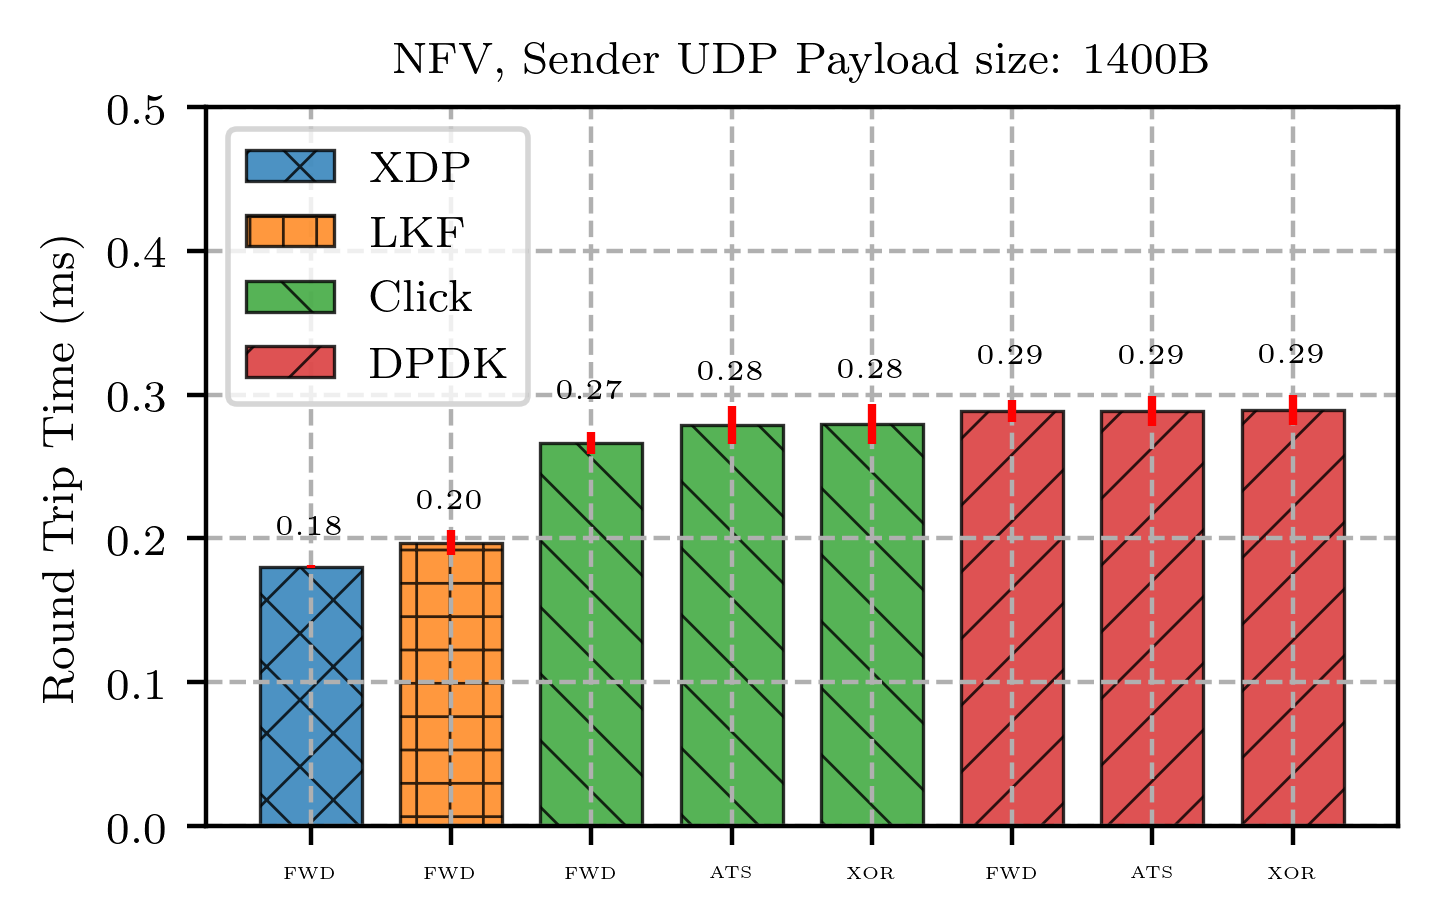 NFV, Sender UDP Payload size: 1400B
Round Trip Time (ms)
0.5
0.4
0.3
0.2
0.1
0.0
XDP
LKF
Click
DPDK
0.18
0.20
0.27
0.28
0.28
0.29
0.29
0.29
FWD FWD FWD ATS XOR FWD ATS XOR